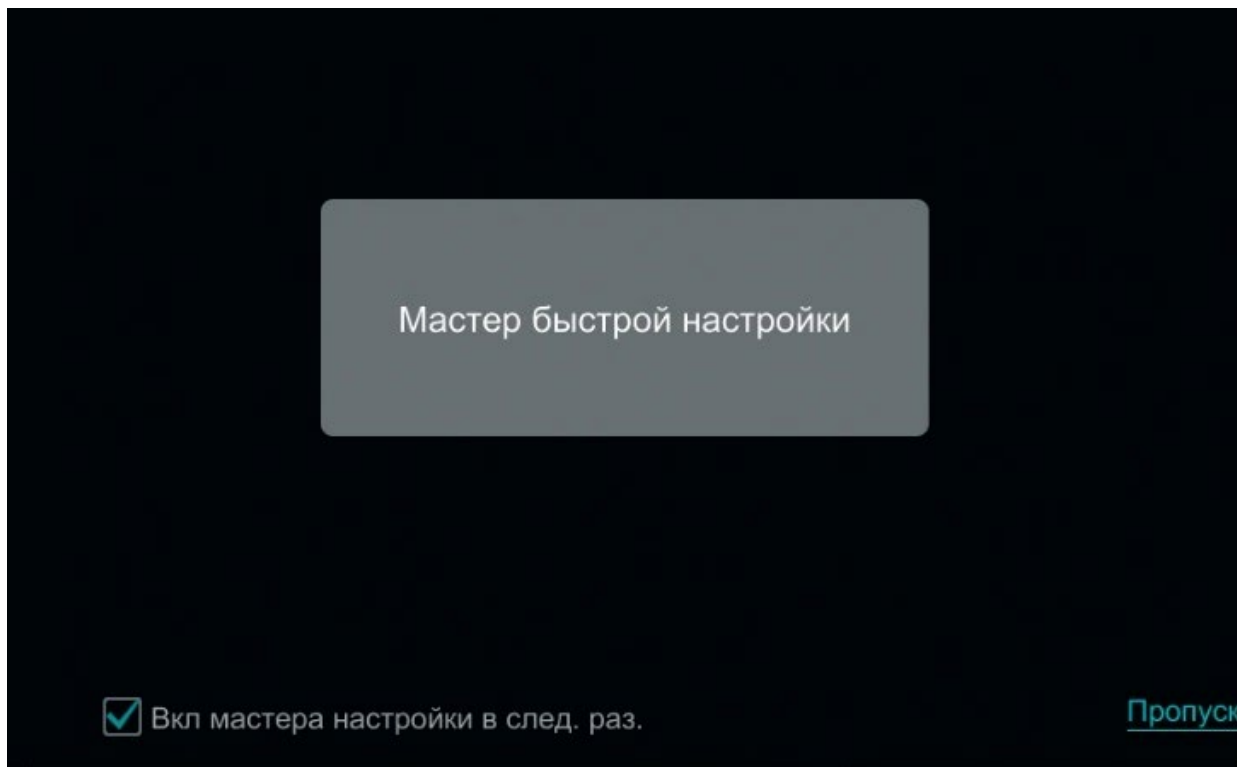 Мастер быстрой настройки
Вкл мастера настройки в след. раз.
Пропуск